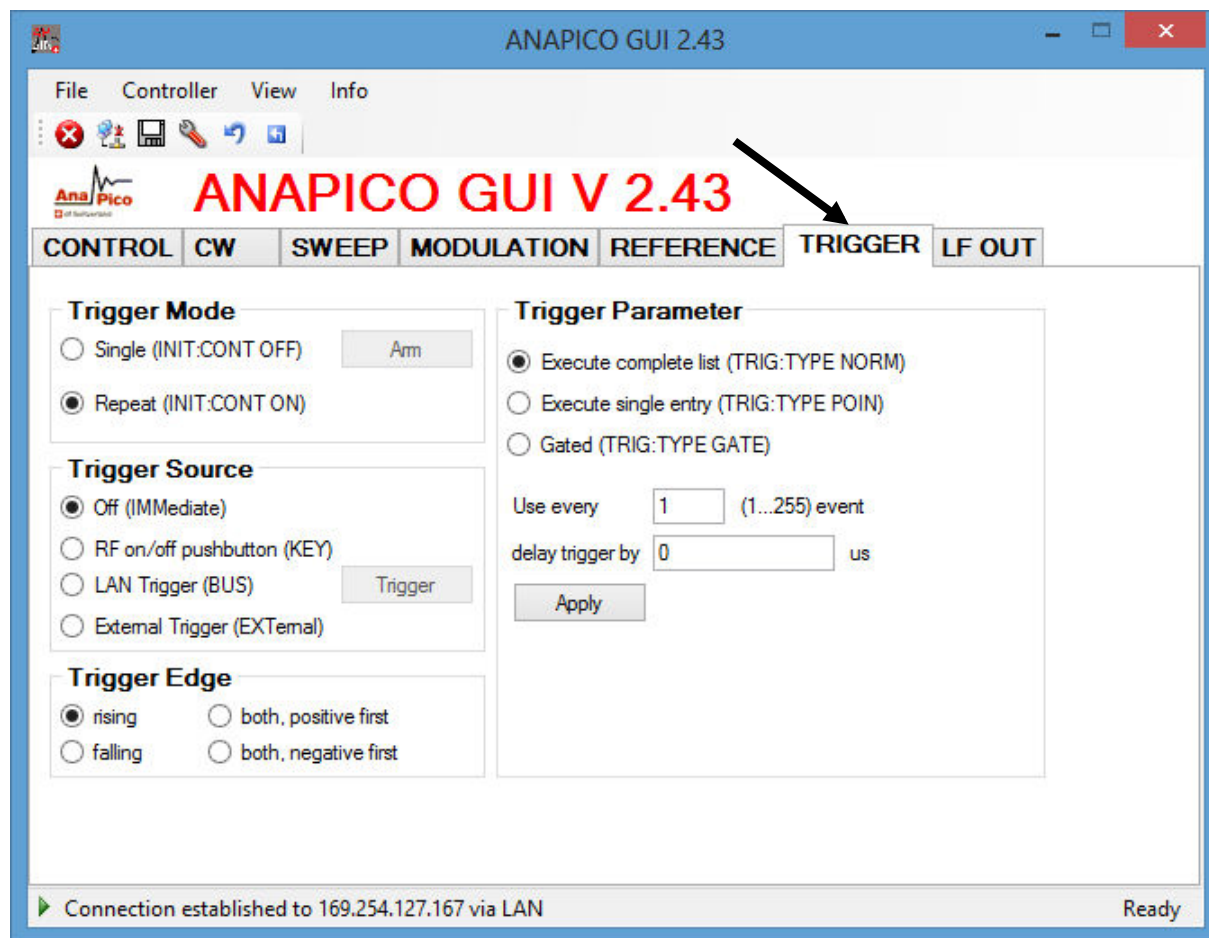 ANAPICO GUI 2.43
File Controller View Info
Ana Pico
ANAPICO GUI V 2.43
CONTROL CW SWEEP MODULATION REFERENCE TRIGGER LF OUT
Trigger Mode
Single (INIT:CONT OFF) Arm
Repeat (INIT:CONT ON)
Trigger Source
Off (IMMediate)
RF on/off pushbutton (KEY)
LAN Trigger (BUS) Trigger
External Trigger (EXTernal)
Trigger Edge
rising both, positive first
falling both, negative first
Trigger Parameter
Execute complete list (TRIG:TYPE NORM)
Execute single entry (TRIG:TYPE POIN)
Gated (TRIG:TYPE GATE)
Use every 1 (1...255) event
delay trigger by 0 us
Apply
Connection established to 169.254.127.167 via LAN Ready